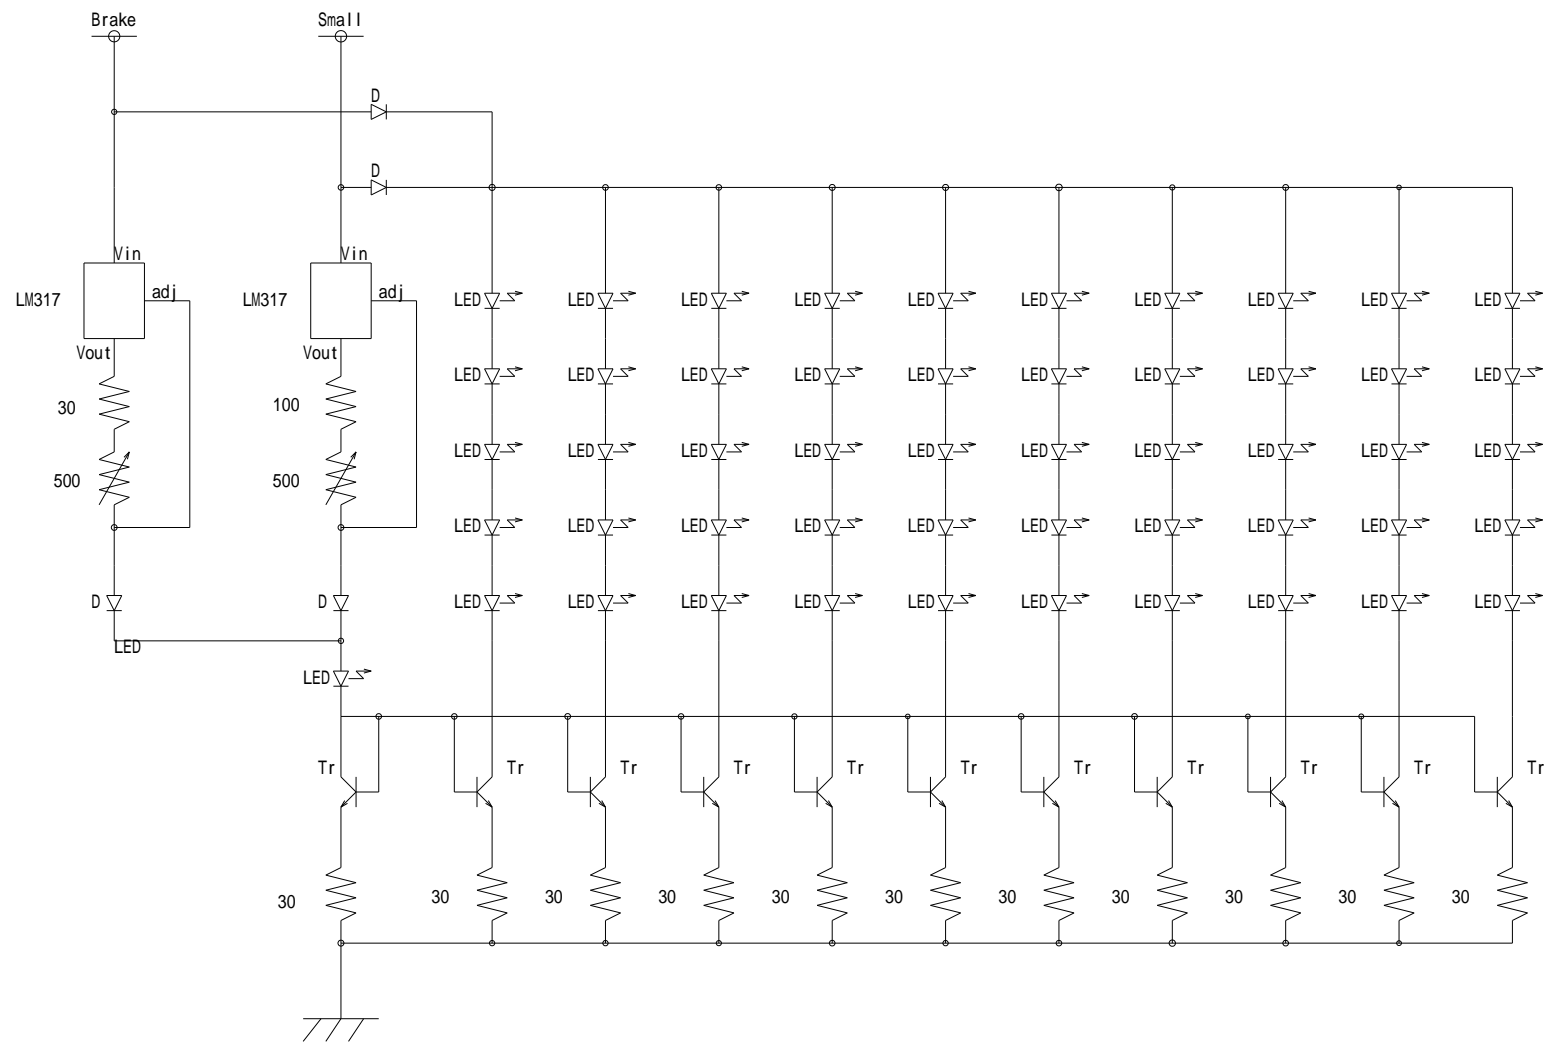 Brake Small
D
D
Vin Vin
LM317 adj LM317 adj LED LED LED LED LED LED LED LED LED LED
Vout Vout
LED LED LED LED LED LED LED LED LED LED
30 100
LED LED LED LED LED LED LED LED LED LED
500 500
LED LED LED LED LED LED LED LED LED LED
D D LED LED LED LED LED LED LED LED LED LED
LED
LED
Tr Tr Tr Tr Tr Tr Tr Tr Tr Tr Tr
30 30 30 30 30 30 30 30 30 30 30